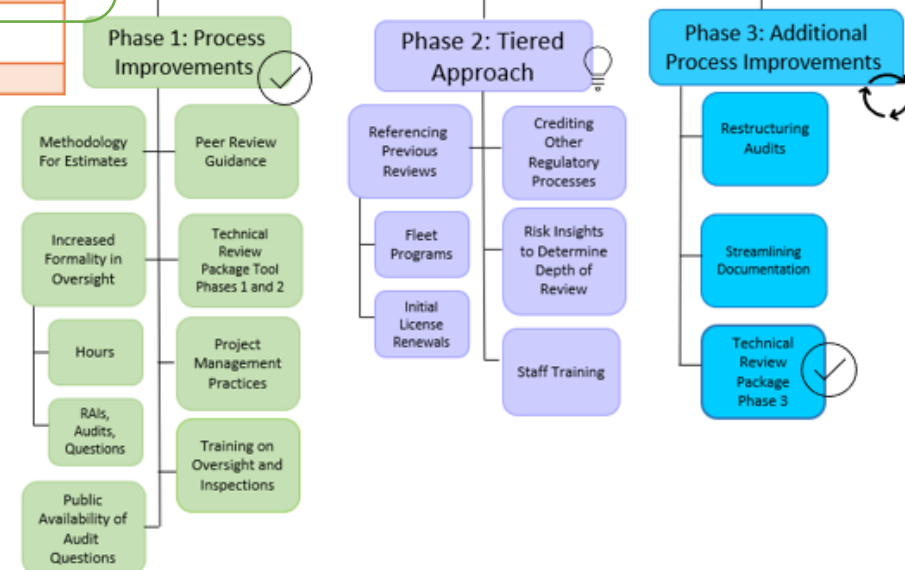 Phase 1: Process
Improvements
Methodology
For Estimates
Peer Review
Guidance
Increased
Formality in
Oversight
Technical
Review
Package Tool
Phases 1 and 2
Hours
Project
Management
Practices
RAIs,
Audits,
Questions
Training on
Oversight and
Inspections
Public
Availability of
Audit
Questions
Phase 2: Tiered
Approach
Referencing
Previous
Reviews
Crediting
Other
Regulatory
Processes
Fleet
Programs
Risk Insights
to Determine
Depth of
Review
Initial
License
Renewals
Staff Training
Phase 3: Additional
Process Improvements
Restructuring
Audits
Streamlining
Documentation
Technical
Review
Package
Phase 3